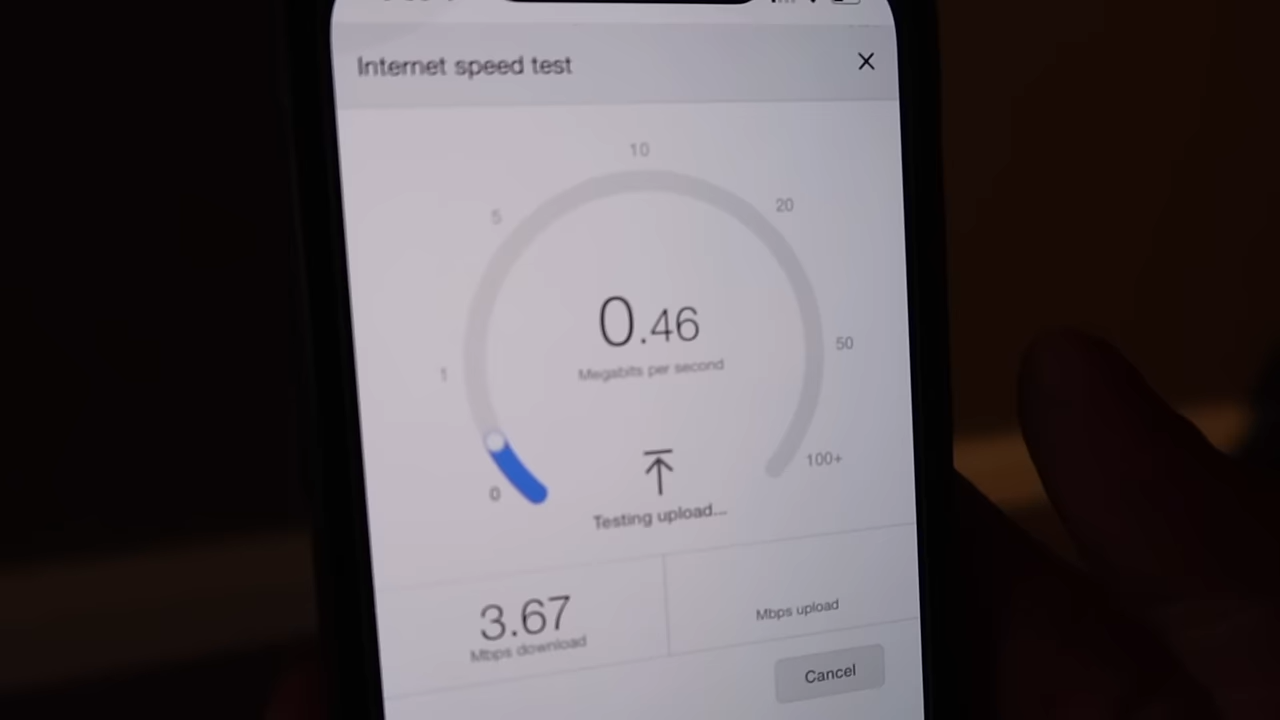 Internet speed test
10
5
20
0.46
Megabits per second
1
50
0
100+
Testing upload...
3.67
Mbps download
Mbps upload
Cancel